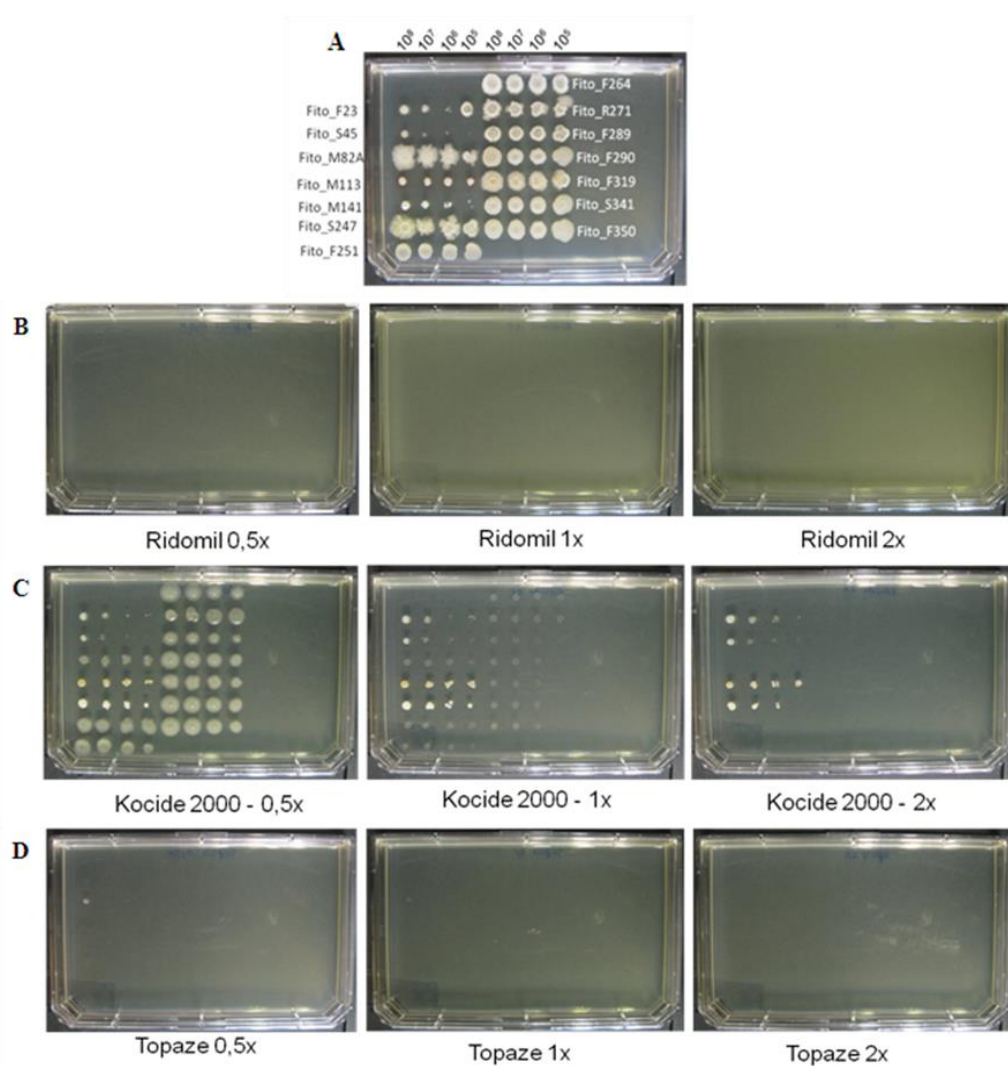 A
10⁸ 10⁷ 10⁶ 10⁵ 10⁸ 10⁷ 10⁶ 10⁵
Fito_F264
Fito_F23
Fito_R271
Fito_S45
Fito_F289
Fito_M82A
Fito_F290
Fito_M113
Fito_F319
Fito_M141
Fito_S341
Fito_S247
Fito_F350
Fito_F251
B
Ridomil 0,5x
Ridomil 1x
Ridomil 2x
C
Kocide 2000 - 0,5x
Kocide 2000 - 1x
Kocide 2000 - 2x
D
Topaze 0,5x
Topaze 1x
Topaze 2x